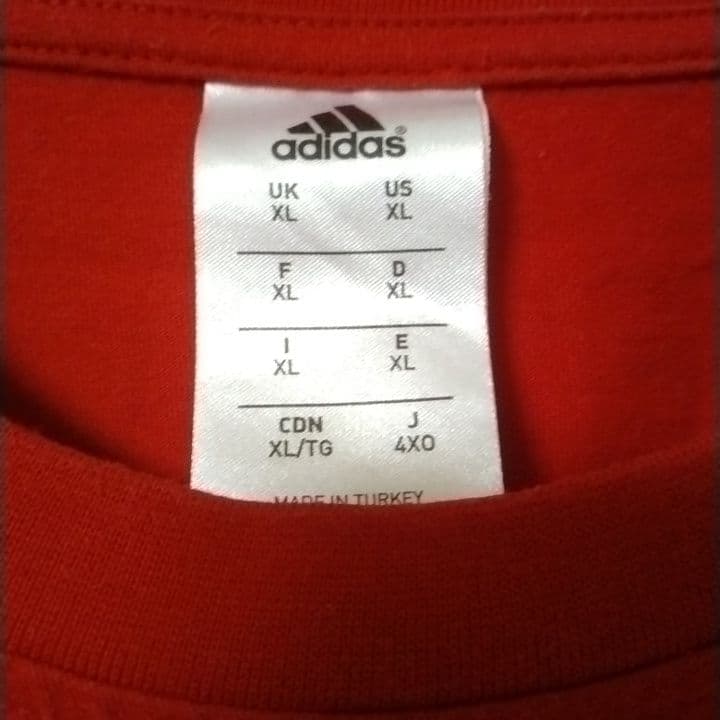 adidas®
UK US
XL XL
F D
XL XL
I E
XL XL
CDN J
XL/TG 4XO
MADE IN TURKEY